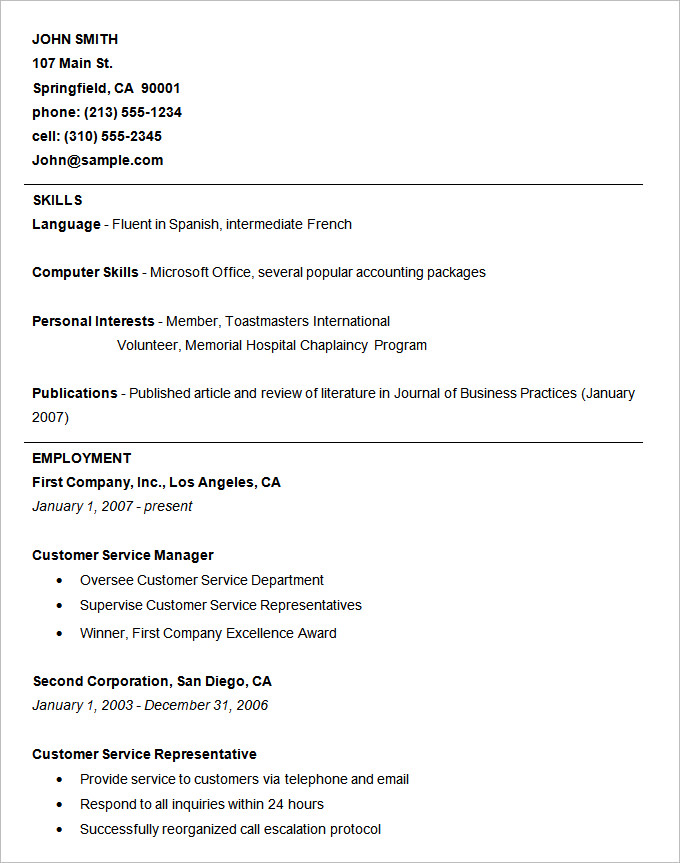 JOHN SMITH
107 Main St.
Springfield, CA  90001
phone: (213) 555-1234
cell: (310) 555-2345
John@sample.com
SKILLS
Language - Fluent in Spanish, intermediate French
Computer Skills - Microsoft Office, several popular accounting packages
Personal Interests - Member, Toastmasters International
Volunteer, Memorial Hospital Chaplaincy Program
Publications - Published article and review of literature in Journal of Business Practices (January
2007)
EMPLOYMENT
First Company, Inc., Los Angeles, CA
January 1, 2007 - present
Customer Service Manager
• Oversee Customer Service Department
• Supervise Customer Service Representatives
• Winner, First Company Excellence Award
Second Corporation, San Diego, CA
January 1, 2003 - December 31, 2006
Customer Service Representative
• Provide service to customers via telephone and email
• Respond to all inquiries within 24 hours
• Successfully reorganized call escalation protocol